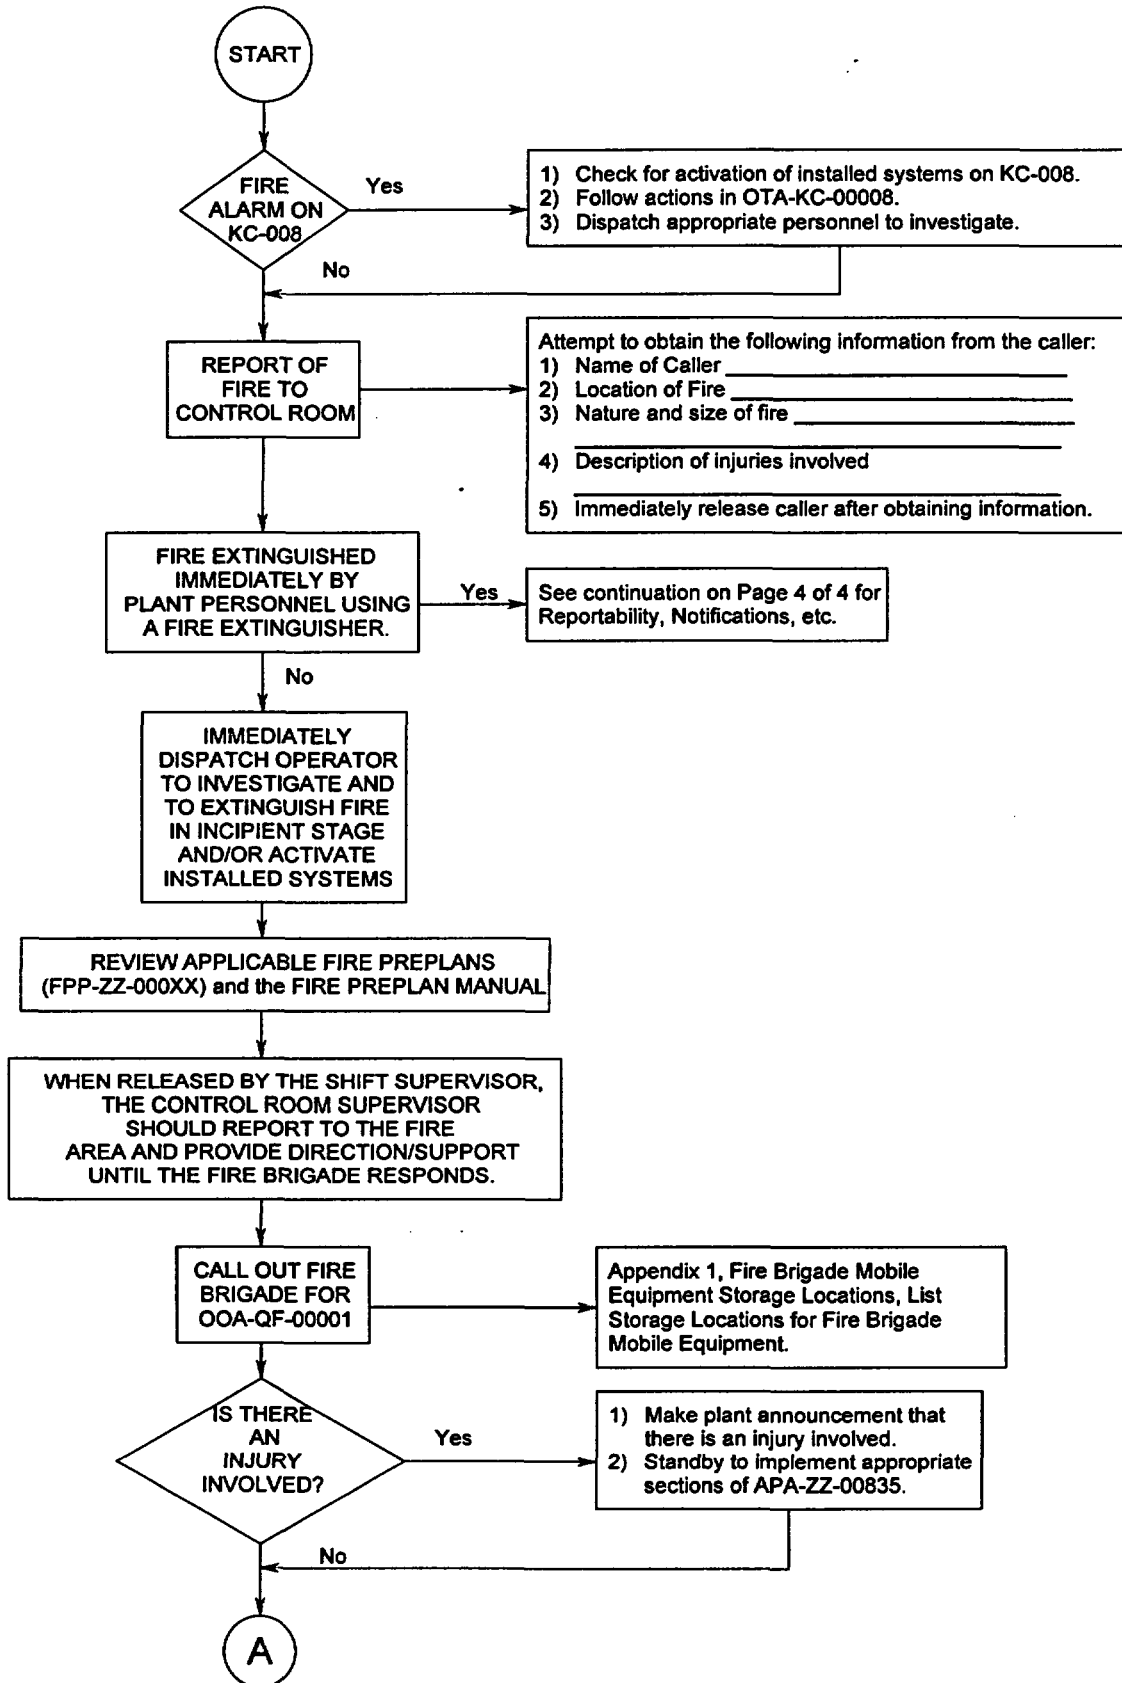 START
FIRE
ALARM ON
KC-008
Yes
1) Check for activation of installed systems on KC-008.
2) Follow actions in OTA-KC-00008.
3) Dispatch appropriate personnel to investigate.
No
REPORT OF
FIRE TO
CONTROL ROOM
Attempt to obtain the following information from the caller:
1) Name of Caller
2) Location of Fire
3) Nature and size of fire
4) Description of injuries involved
5) Immediately release caller after obtaining information.
FIRE EXTINGUISHED
IMMEDIATELY BY
PLANT PERSONNEL USING
A FIRE EXTINGUISHER.
Yes
See continuation on Page 4 of 4 for
Reportability, Notifications, etc.
No
IMMEDIATELY
DISPATCH OPERATOR
TO INVESTIGATE AND
TO EXTINGUISH FIRE
IN INCIPIENT STAGE
AND/OR ACTIVATE
INSTALLED SYSTEMS
REVIEW APPLICABLE FIRE PREPLANS
(FPP-ZZ-000XX) and the FIRE PREPLAN MANUAL
WHEN RELEASED BY THE SHIFT SUPERVISOR,
THE CONTROL ROOM SUPERVISOR
SHOULD REPORT TO THE FIRE
AREA AND PROVIDE DIRECTION/SUPPORT
UNTIL THE FIRE BRIGADE RESPONDS.
CALL OUT FIRE
BRIGADE FOR
OOA-QF-00001
Appendix 1, Fire Brigade Mobile
Equipment Storage Locations, List
Storage Locations for Fire Brigade
Mobile Equipment.
IS THERE
AN
INJURY
INVOLVED?
Yes
1) Make plant announcement that
there is an injury involved.
2) Standby to implement appropriate
sections of APA-ZZ-00835.
No
A